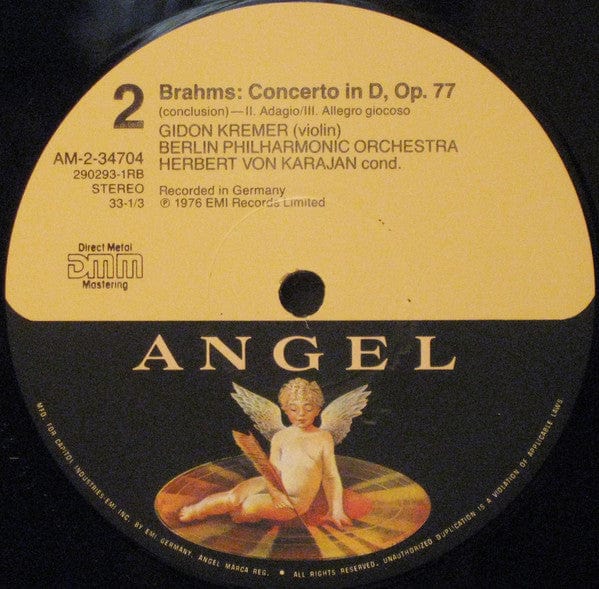 2
Brahms: Concerto in D, Op. 77
(conclusion)—II. Adagio/III. Allegro giocoso
GIDON KREMER (violin)
BERLIN PHILHARMONIC ORCHESTRA
HERBERT VON KARAJAN cond.
AM-2-34704
290293-1RB
STEREO
33-1/3
Recorded in Germany
℗ 1976 EMI Records Limited
Direct Metal
DMM
Mastering
ANGEL
MFD. FOR CAPITOL INDUSTRIES-EMI INC. BY EMI GERMANY. ANGEL MARCA REG. • ALL RIGHTS RESERVED. UNAUTHORIZED DUPLICATION IS A VIOLATION OF APPLICABLE LAWS.